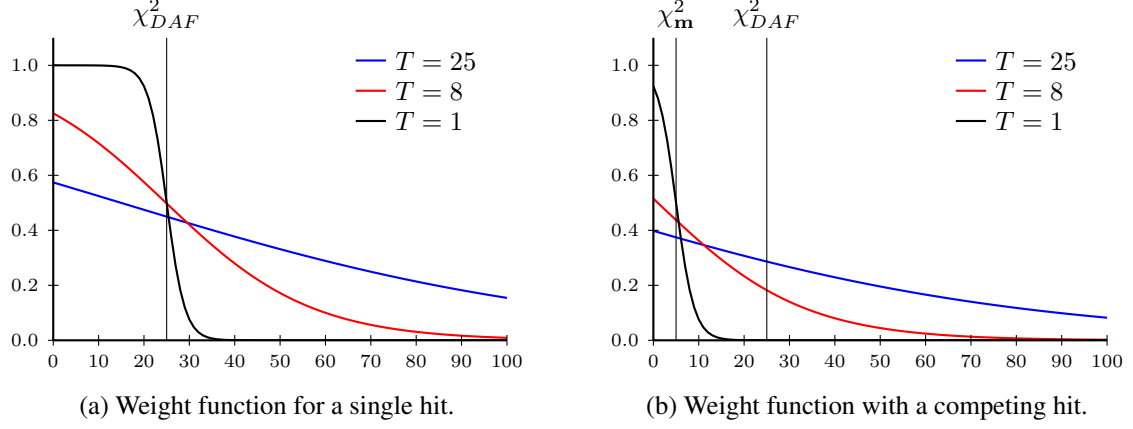 χ²_DAF
T = 25
T = 8
T = 1
1.0
0.8
0.6
0.4
0.2
0.0
0 10 20 30 40 50 60 70 80 90 100
(a) Weight function for a single hit.
χ²_m χ²_DAF
T = 25
T = 8
T = 1
1.0
0.8
0.6
0.4
0.2
0.0
0 10 20 30 40 50 60 70 80 90 100
(b) Weight function with a competing hit.